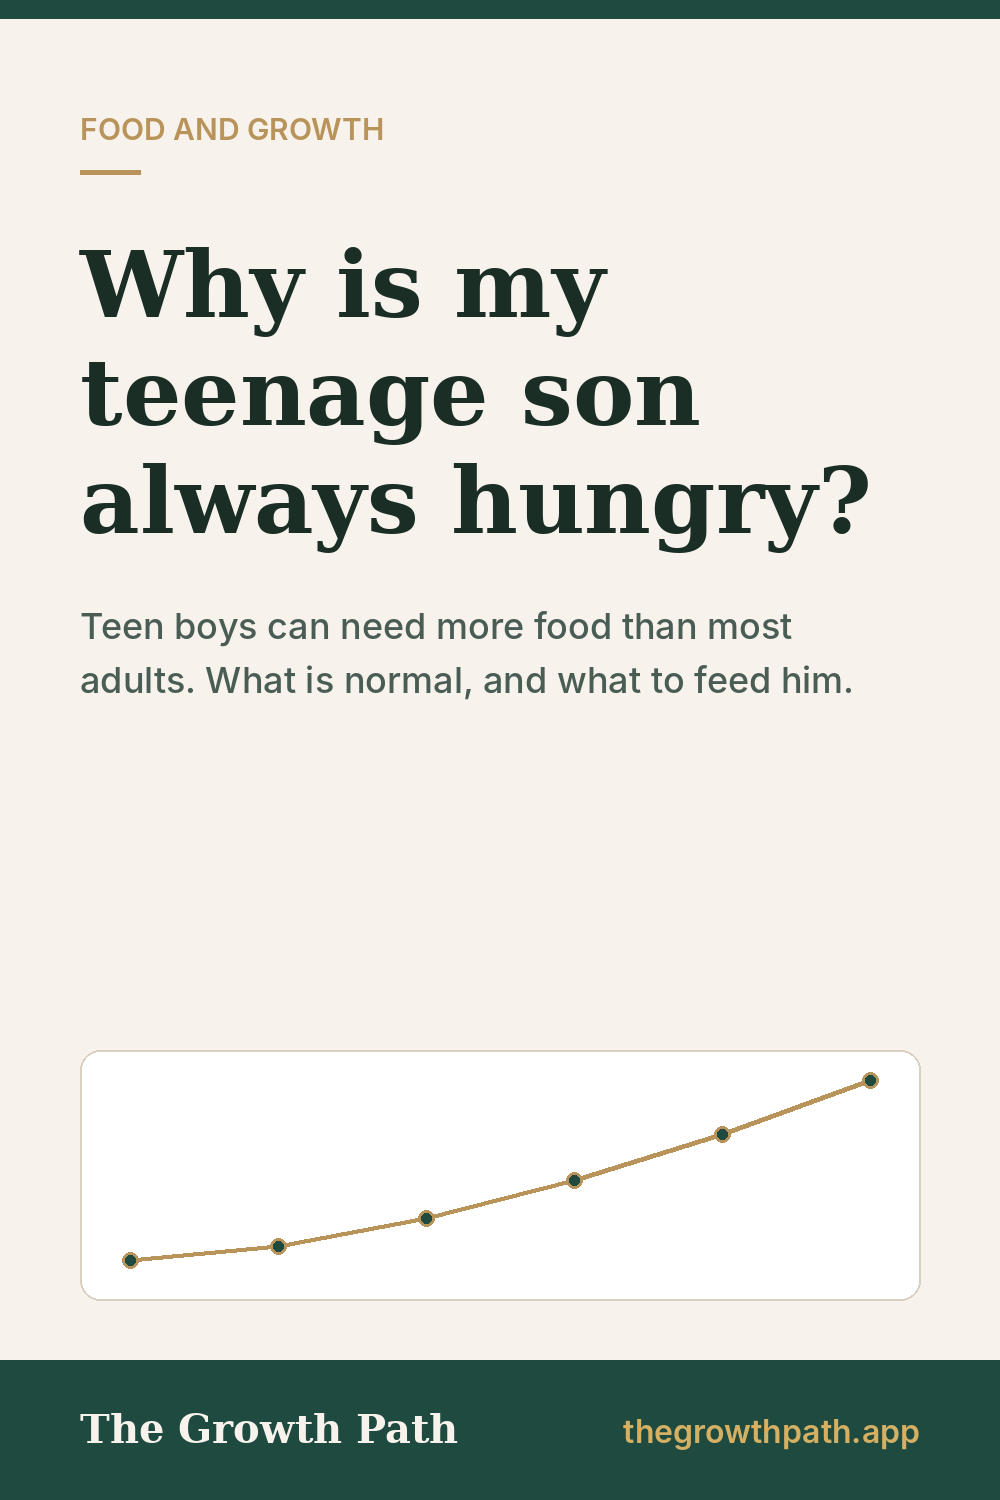 FOOD AND GROWTH
Why is my
teenage son
always hungry?
Teen boys can need more food than most
adults. What is normal, and what to feed him.
The Growth Path
thegrowthpath.app